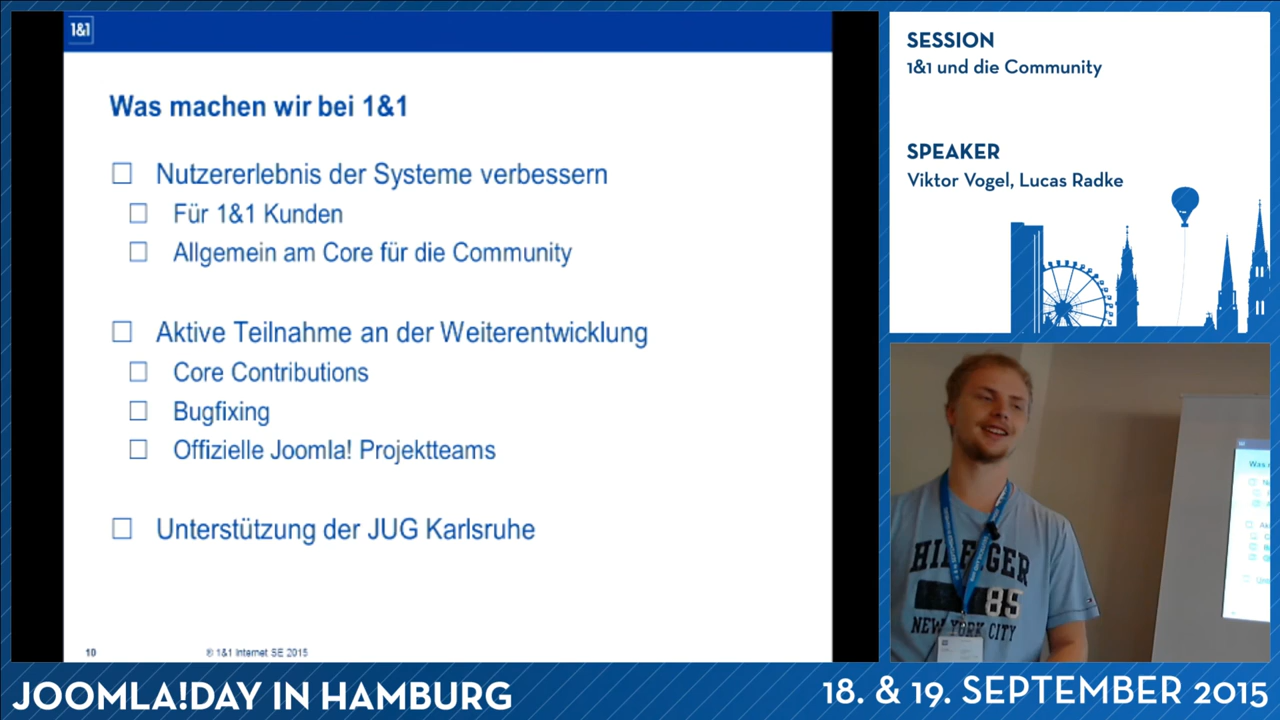 1&1
Was machen wir bei 1&1
Nutzererlebnis der Systeme verbessern
Für 1&1 Kunden
Allgemein am Core für die Community
Aktive Teilnahme an der Weiterentwicklung
Core Contributions
Bugfixing
Offizielle Joomla! Projektteams
Unterstützung der JUG Karlsruhe
10
® 1&1 Internet SE 2015
SESSION
1&1 und die Community
SPEAKER
Viktor Vogel, Lucas Radke
HILFIGER
85
NEW YORK CITY
JOOMLA!DAY IN HAMBURG
18. & 19. SEPTEMBER 2015